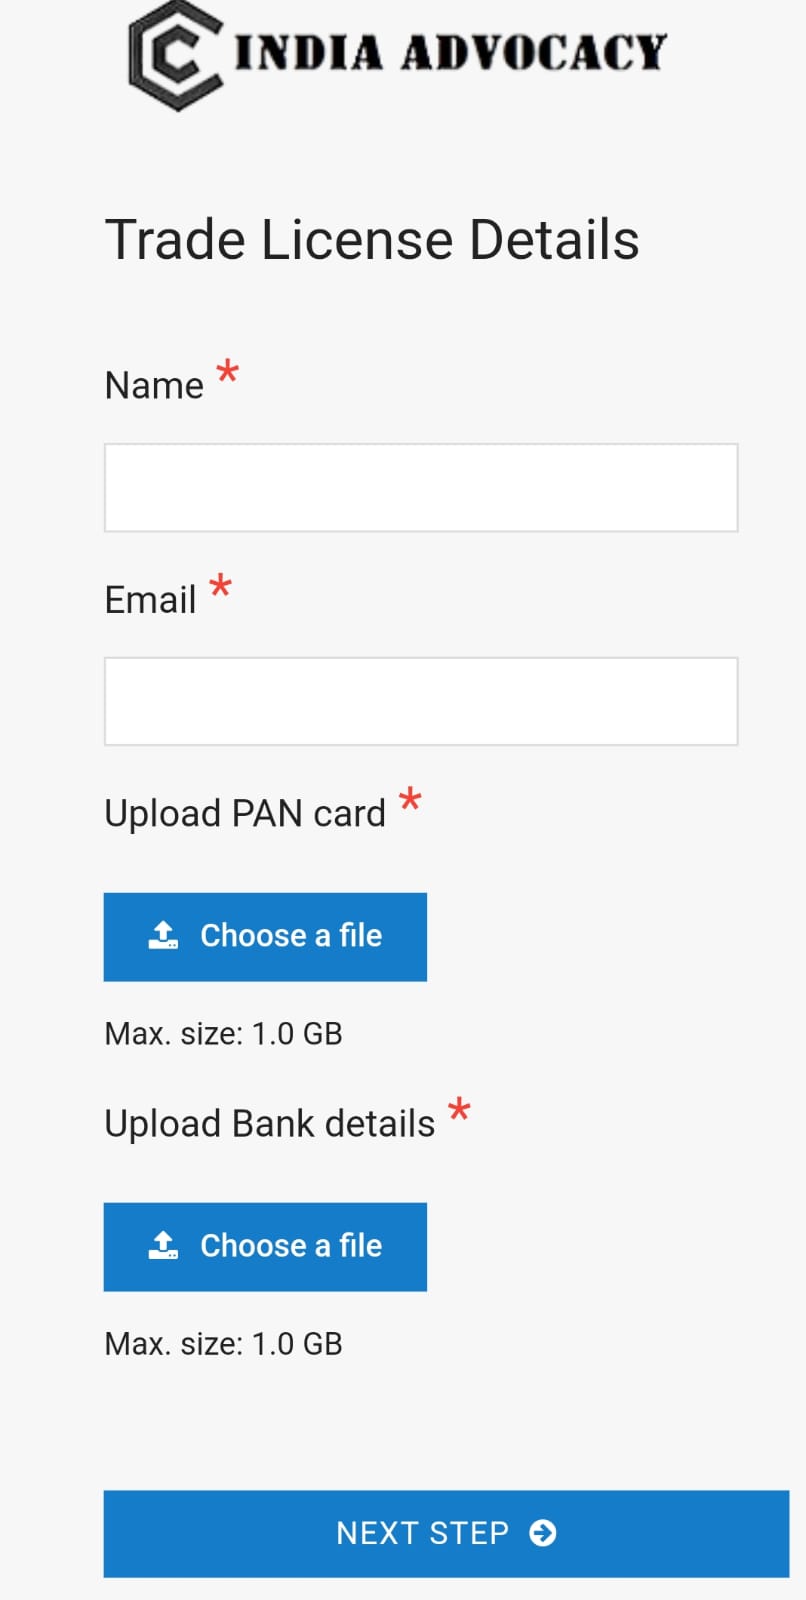 INDIA ADVOCACY
Trade License Details
Name *
Email *
Upload PAN card *
Choose a file
Max. size: 1.0 GB
Upload Bank details *
Choose a file
Max. size: 1.0 GB
NEXT STEP